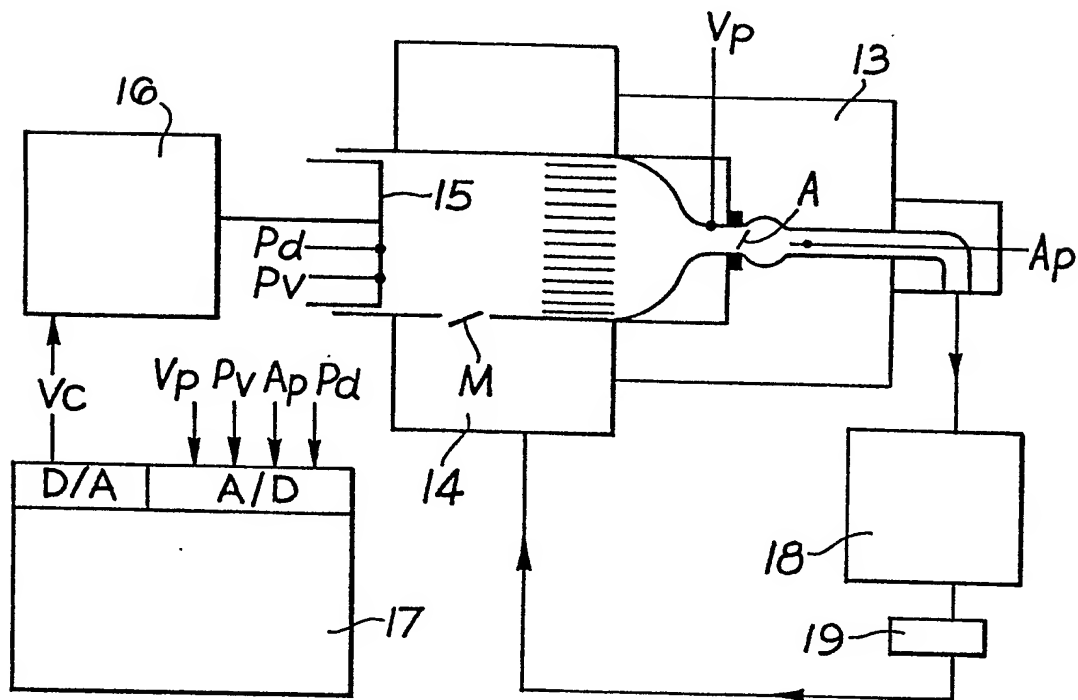 Vp
13
16
15
A
Pd
Pv
Ap
M
Vc
Vp Pv Ap Pd
14
D/A A/D
17
18
19